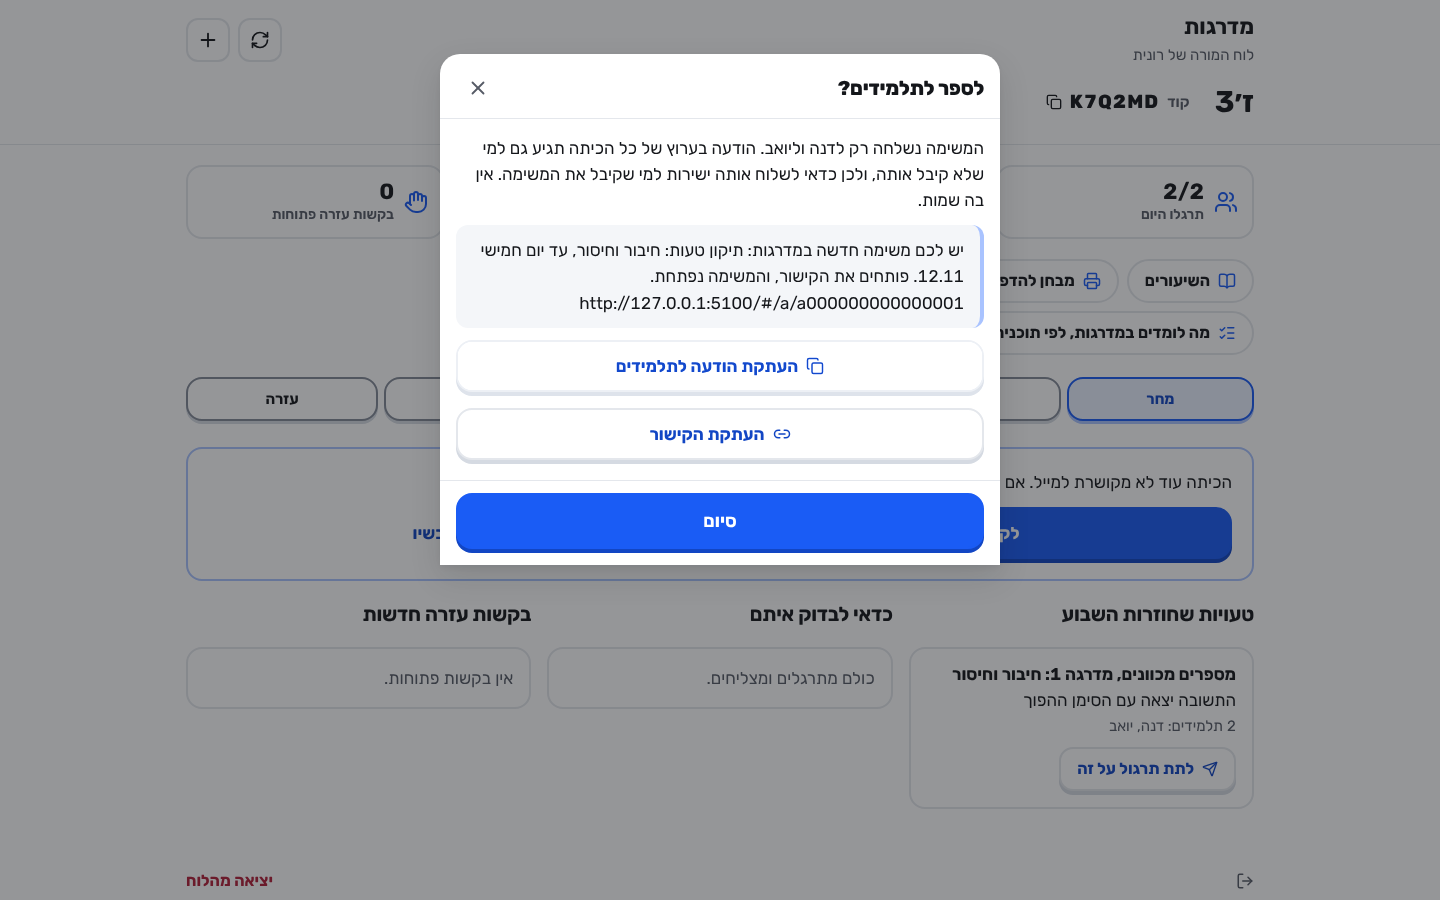 מדרגות
לוח המורה של רונית
ז׳3 קוד K7Q2MD
לספר לתלמידים?
המשימה נשלחה רק לדנה וליואב. הודעה בערוץ של כל הכיתה תגיע גם למי
שלא קיבל אותה, ולכן כדאי לשלוח אותה ישירות למי שקיבל את המשימה. אין
בה שמות.
יש לכם משימה חדשה במדרגות: תיקון טעות: חיבור וחיסור, עד יום חמישי
12.11. פותחים את הקישור, והמשימה נפתחת.
http://127.0.0.1:5100/#/a/a000000000000001
העתקת הודעה לתלמידים
העתקת הקישור
סיום
2/2
תרגלו היום
0
בקשות עזרה פתוחות
השיעורים
מבחן
מה לומדים במדרגות, לפי
מחר
עזרה
הכיתה עוד לא מקושרת למייל. אם
טעויות שחוזרות השבוע
מספרים מכוונים, מדרגה 1: חיבור וחיסור
התשובה יצאה עם הסימן ההפוך
2 תלמידים: דנה, יואב
לתת תרגול על זה
כדאי לבדוק איתם
כולם מתרגלים ומצליחים.
בקשות עזרה חדשות
אין בקשות פתוחות.
יציאה מהלוח